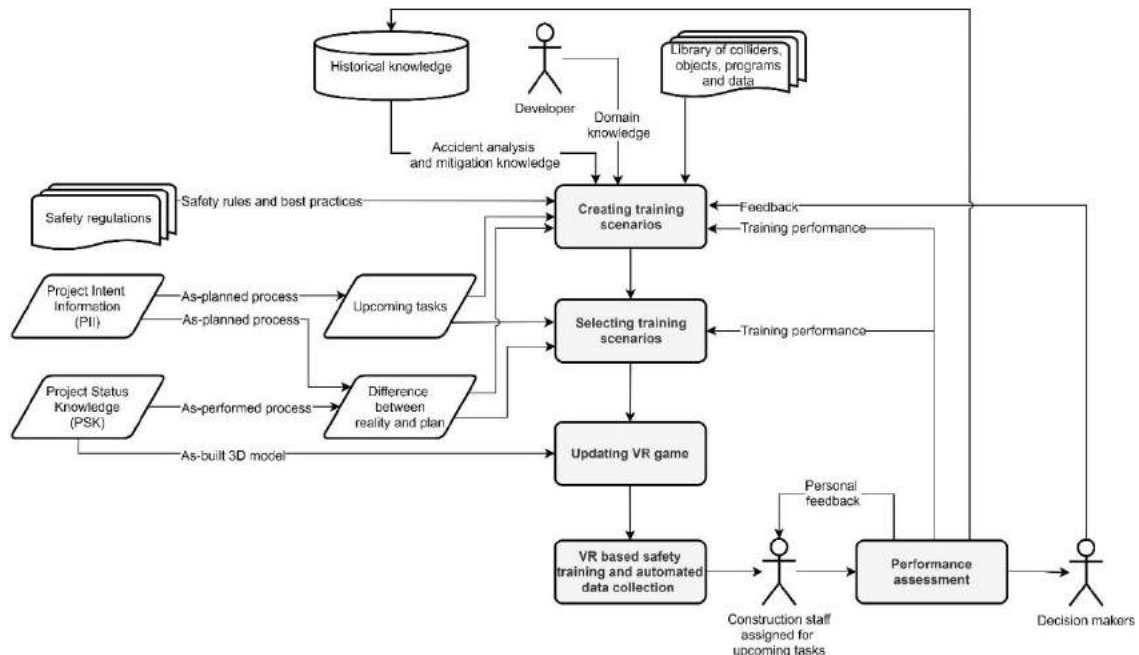 Historical knowledge
Developer
Library of colliders,
objects, programs
and data
Domain
knowledge
Accident analysis
and mitigation knowledge
Safety regulations
Safety rules and best practices
Creating training
scenarios
Feedback
Training performance
Project Intent
Information
(PII)
As-planned process
As-planned process
Upcoming tasks
Selecting training
scenarios
Training performance
Project Status
Knowledge
(PSK)
As-performed process
Difference
between
reality and plan
As-built 3D model
Updating VR game
Personal
feedback
VR based safety
training and automated
data collection
Construction staff
assigned for
upcoming tasks
Performance
assessment
Decision makers